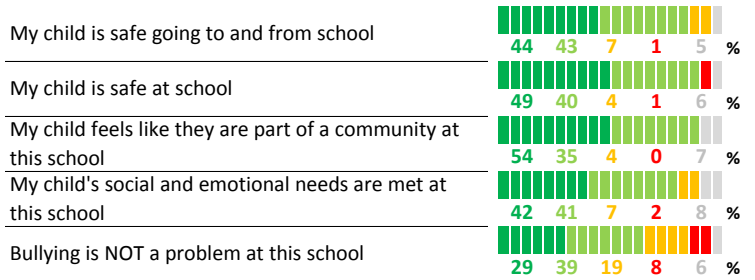 My child is safe going to and from school
44 43 7 1 5 %
My child is safe at school
49 40 4 1 6 %
My child feels like they are part of a community at
this school
54 35 4 0 7 %
My child's social and emotional needs are met at
this school
42 41 7 2 8 %
Bullying is NOT a problem at this school
29 39 19 8 6 %